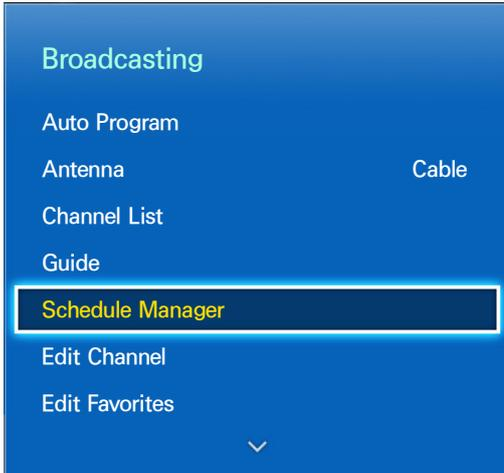 Broadcasting
Auto Program
Antenna Cable
Channel List
Guide
Schedule Manager
Edit Channel
Edit Favorites